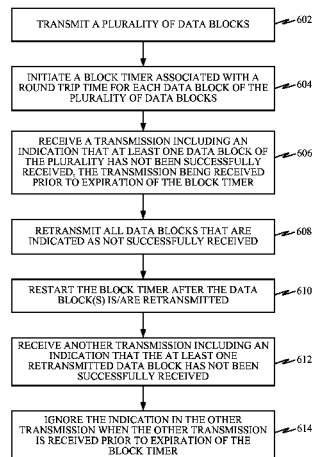 TRANSMIT A PLURALITY OF DATA BLOCKS
602
INITIATE A BLOCK TIMER ASSOCIATED WITH A
ROUND TRIP TIME FOR EACH DATA BLOCK OF THE
PLURALITY OF DATA BLOCKS
604
RECEIVE A TRANSMISSION INCLUDING AN
INDICATION THAT AT LEAST ONE DATA BLOCK OF
THE PLURALITY HAS NOT BEEN SUCCESSFULLY
RECEIVED, THE TRANSMISSION BEING RECEIVED
PRIOR TO EXPIRATION OF THE BLOCK TIMER
606
RETRANSMIT ALL DATA BLOCKS THAT ARE
INDICATED AS NOT SUCCESSFULLY RECEIVED
608
RESTART THE BLOCK TIMER AFTER THE DATA
BLOCK(S) IS/ARE RETRANSMITTED
610
RECEIVE ANOTHER TRANSMISSION INCLUDING AN
INDICATION THAT THE AT LEAST ONE
RETRANSMITTED DATA BLOCK HAS NOT BEEN
SUCCESSFULLY RECEIVED
612
IGNORE THE INDICATION IN THE OTHER
TRANSMISSION WHEN THE OTHER TRANSMISSION
IS RECEIVED PRIOR TO EXPIRATION OF THE
BLOCK TIMER
614